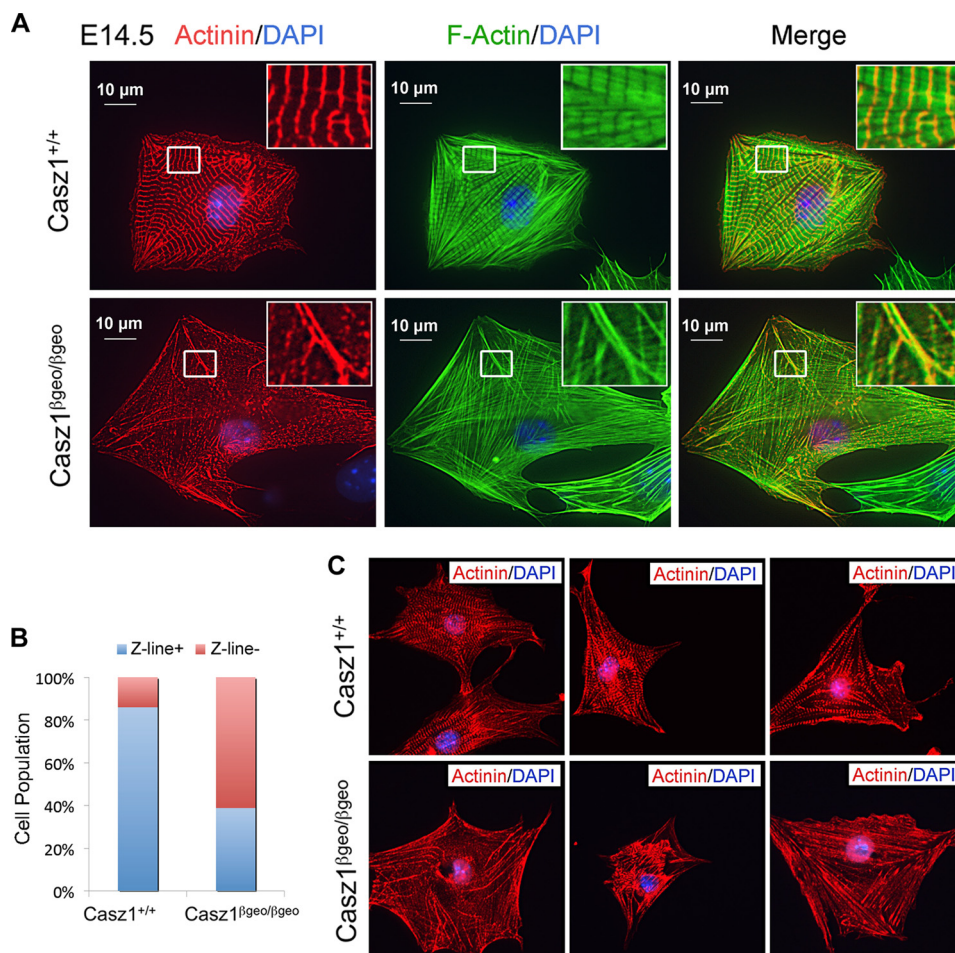 A
E14.5 Actinin/DAPI F-Actin/DAPI Merge
Casz1+/+
10 μm
10 μm
10 μm
Casz1βgeo/βgeo
10 μm
10 μm
10 μm
B
Z-line+ Z-line-
Cell Population
100%
80%
60%
40%
20%
0%
Casz1+/+ Casz1βgeo/βgeo
C
Casz1+/+
Actinin/DAPI
Actinin/DAPI
Actinin/DAPI
Casz1βgeo/βgeo
Actinin/DAPI
Actinin/DAPI
Actinin/DAPI